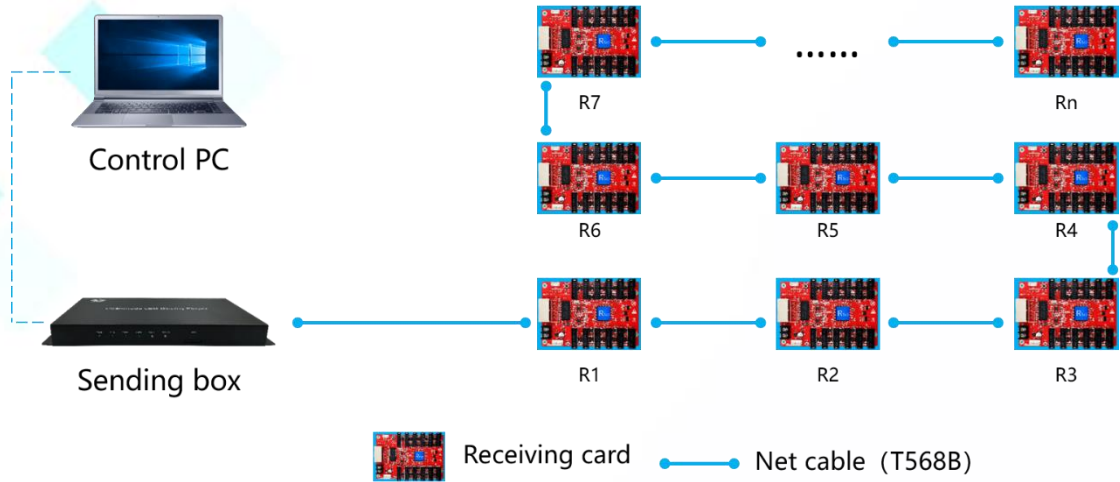 R7
......
Rn
Control PC
R6
R5
R4
Sending box
R1
R2
R3
Receiving card
Net cable（T568B）